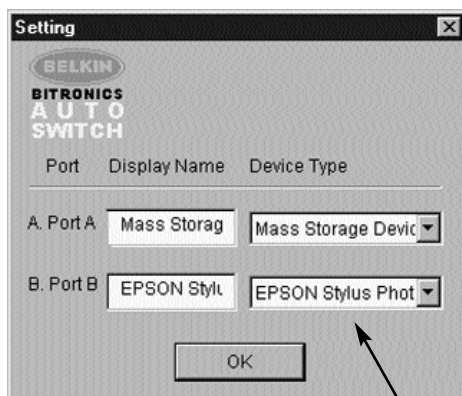 Setting
BELKIN
BITRONICS
AUTO
SWITCH
Port Display Name Device Type
A. Port A Mass Storag Mass Storage Devic
B. Port B EPSON Stylu EPSON Stylus Phot
OK